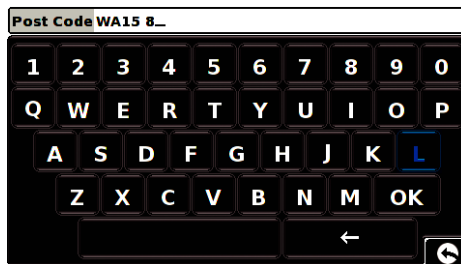 Post Code WA15 8_
1 2 3 4 5 6 7 8 9 0
Q W E R T Y U I O P
A S D F G H J K L
Z X C V B N M OK
←